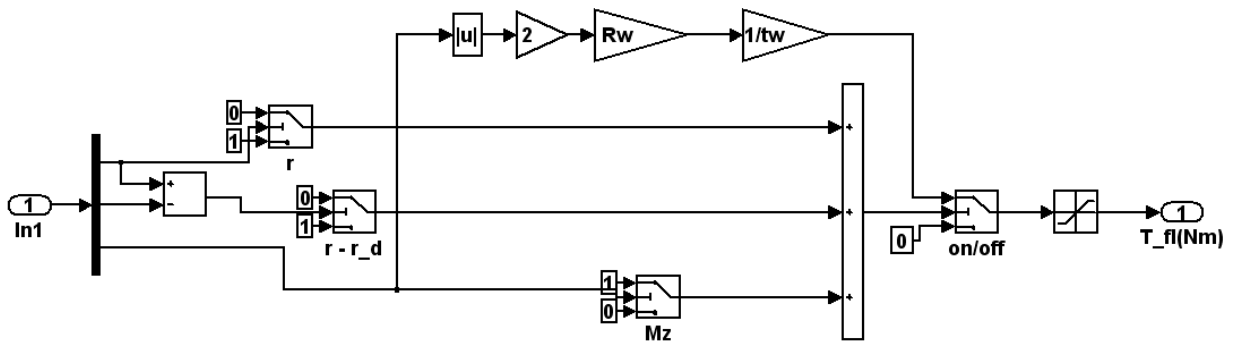 |u|
2
Rw
1/tw
0
1
r
+
+
-
1
In1
0
1
r - r_d
+
+
0
on/off
1
T_fl(Nm)
1
0
Mz
+